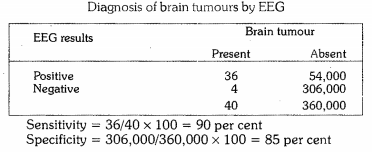 Diagnosis of brain tumours by EEG
EEG results Brain tumour
Present Absent
Positive 36 54,000
Negative 4 306,000
40 360,000
Sensitivity = 36/40 × 100 = 90 per cent
Specificity = 306,000/360,000 × 100 = 85 per cent